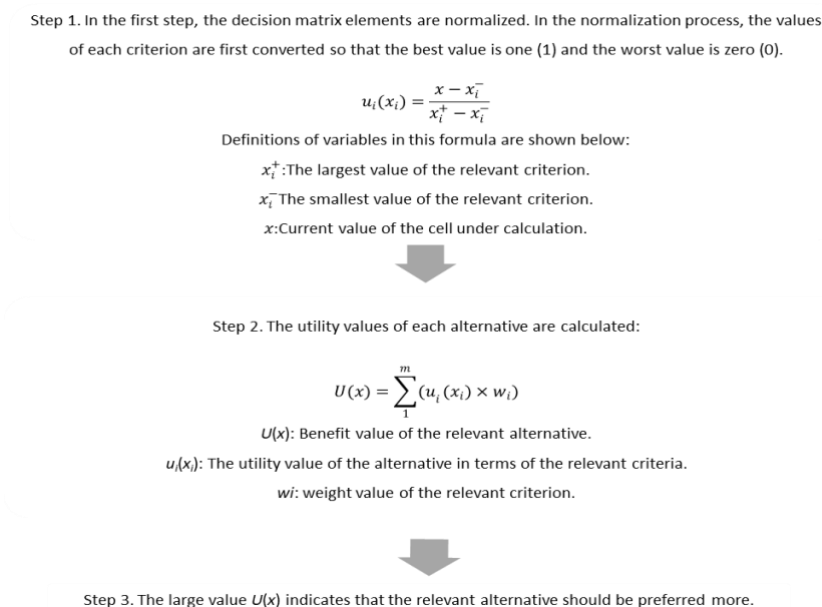 Step 1. In the first step, the decision matrix elements are normalized. In the normalization process, the values
of each criterion are first converted so that the best value is one (1) and the worst value is zero (0).
uᵢ(xᵢ) = (x − xᵢ⁻) / (xᵢ⁺ − xᵢ⁻)
Definitions of variables in this formula are shown below:
xᵢ⁺:The largest value of the relevant criterion.
xᵢ⁻The smallest value of the relevant criterion.
x:Current value of the cell under calculation.
Step 2. The utility values of each alternative are calculated:
U(x) = ∑₁ᵐ(uᵢ (xᵢ) × wᵢ)
U(x): Benefit value of the relevant alternative.
uᵢ(xᵢ): The utility value of the alternative in terms of the relevant criteria.
wi: weight value of the relevant criterion.
Step 3. The large value U(x) indicates that the relevant alternative should be preferred more.